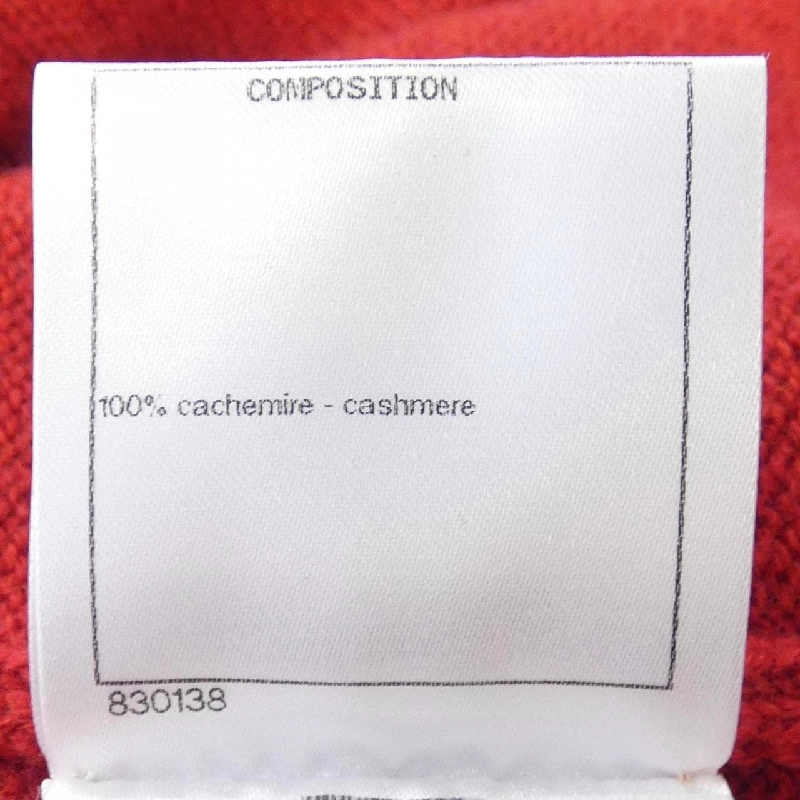 COMPOSITION
100% cachemire - cashmere
830138